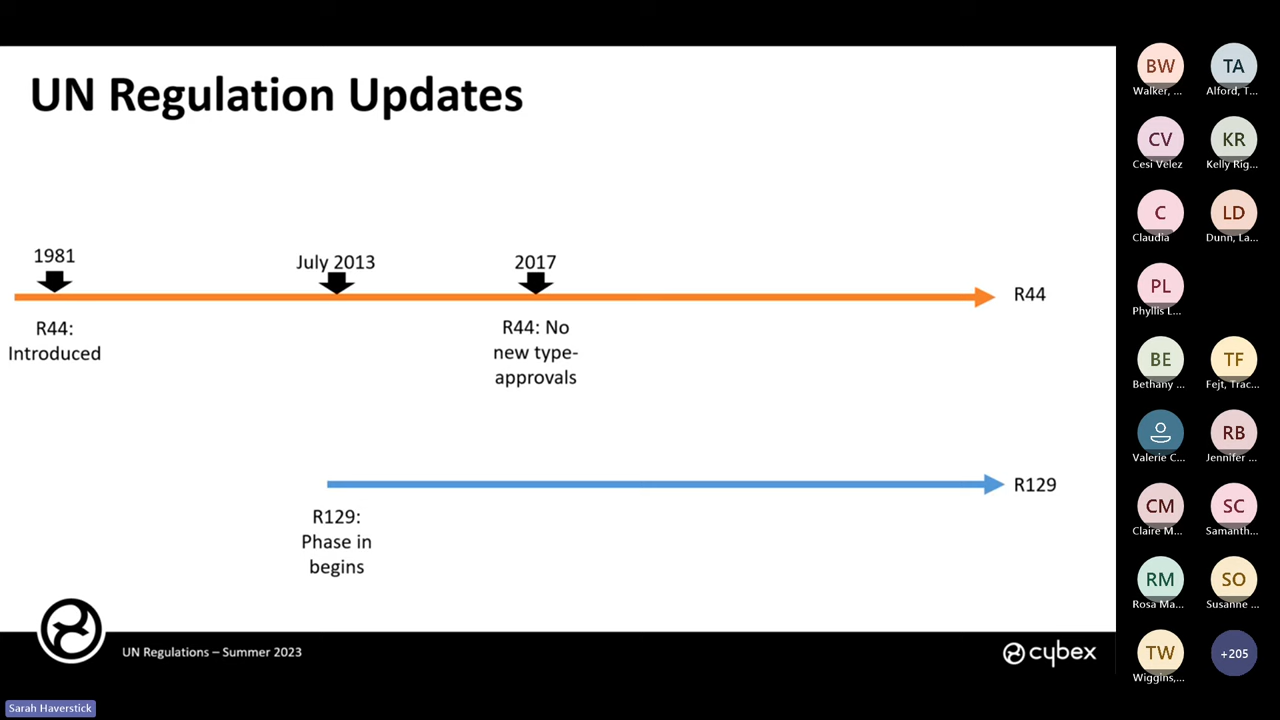 UN Regulation Updates
1981
July 2013
2017
R44
R44:
Introduced
R44: No
new type-
approvals
R129
R129:
Phase in
begins
UN Regulations – Summer 2023
cybex
BW
Walker, ...
TA
Alford, T...
CV
Cesi Velez
KR
Kelly Rig...
C
Claudia
LD
Dunn, La...
PL
Phyllis L...
BE
Bethany ...
TF
Fejt, Trac...
Valerie C...
RB
Jennifer ...
CM
Claire M...
SC
Samanth...
RM
Rosa Ma...
SO
Susanne ...
TW
Wiggins,...
+205
Sarah Haverstick